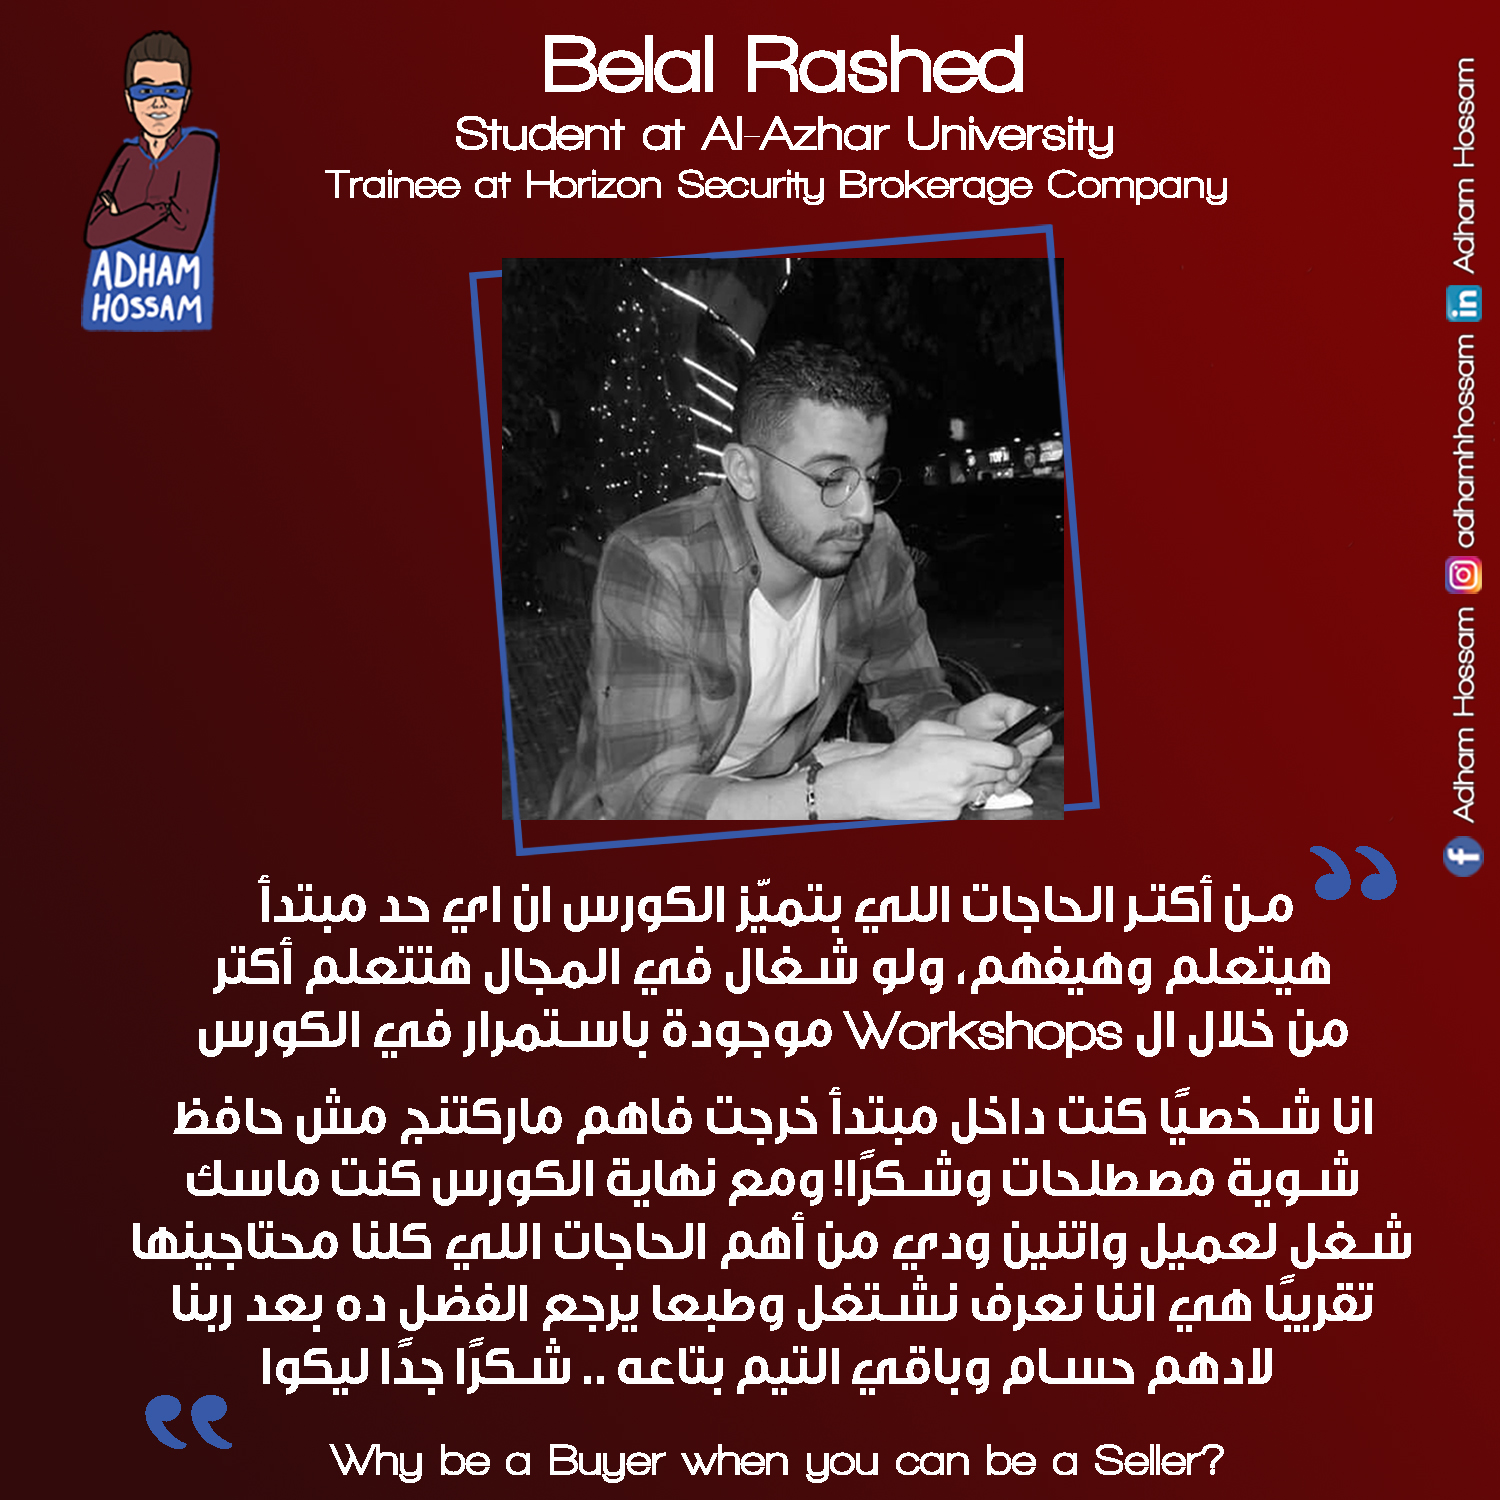 Belal Rashed
Student at Al-Azhar University
Trainee at Horizon Security Brokerage Company
ADHAM
HOSSAM
من أكتر الحاجات اللي بتميّز الكورس ان اي حد مبتدأ
هيتعلم وهيفهم، ولو شغال في المجال هتتعلم أكتر
من خلال ال Workshops موجودة باستمرار في الكورس
انا شخصيًا كنت داخل مبتدأ خرجت فاهم ماركتنج مش حافظ
شوية مصطلحات وشكرًا! ومع نهاية الكورس كنت ماسك
شغل لعميل واتنين ودي من أهم الحاجات اللي كلنا محتاجينها
تقريبًا هي اننا نعرف نشتغل وطبعا يرجع الفضل ده بعد ربنا
لادهم حسام وباقي التيم بتاعه .. شكرًا جدًا ليكوا
Why be a Buyer when you can be a Seller?
Adham Hossam
adhamhhossam
Adham Hossam